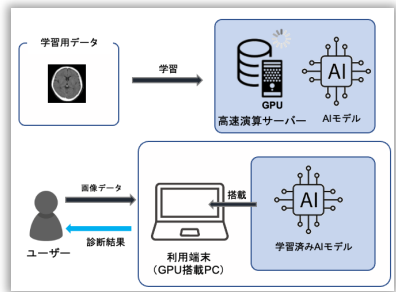 学習用データ
学習
AI
GPU
高速演算サーバー
AIモデル
画像データ
搭載
AI
診断結果
ユーザー
利用端末
（GPU搭載PC）
学習済みAIモデル